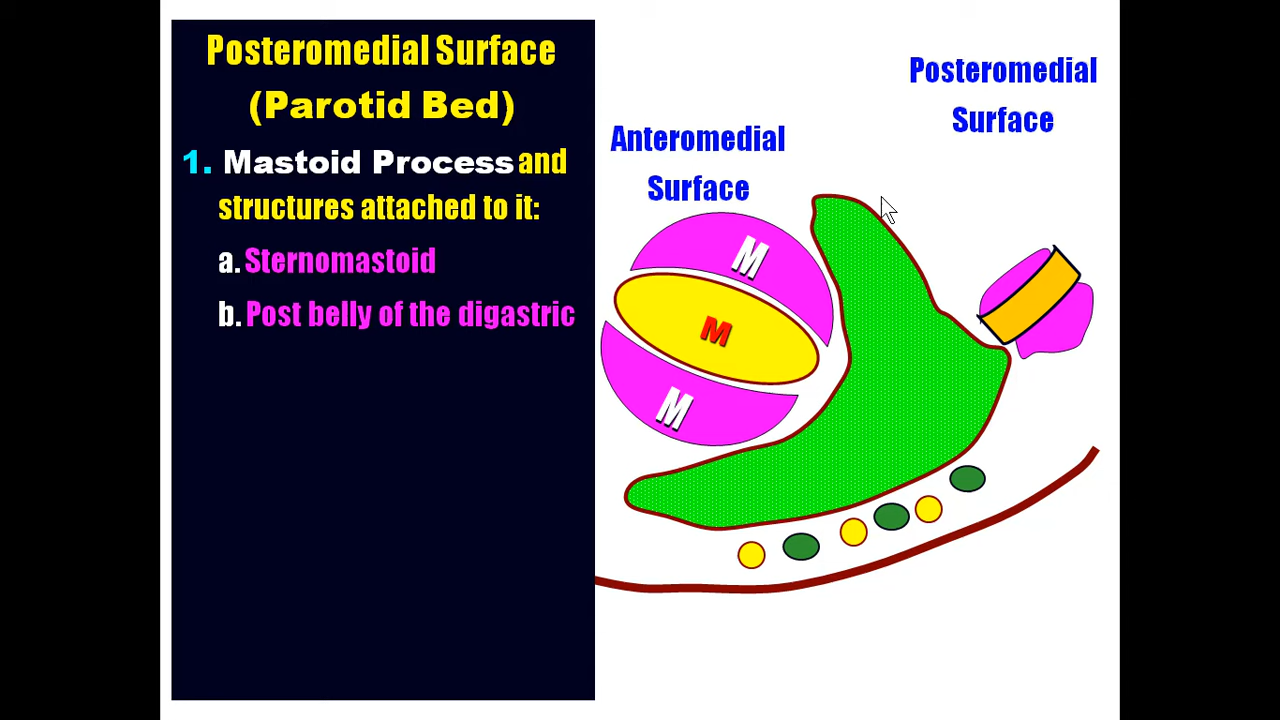 Posteromedial Surface
(Parotid Bed)
1. Mastoid Process and
structures attached to it:
a. Sternomastoid
b. Post belly of the digastric
Posteromedial
Surface
Anteromedial
Surface
M
M
M